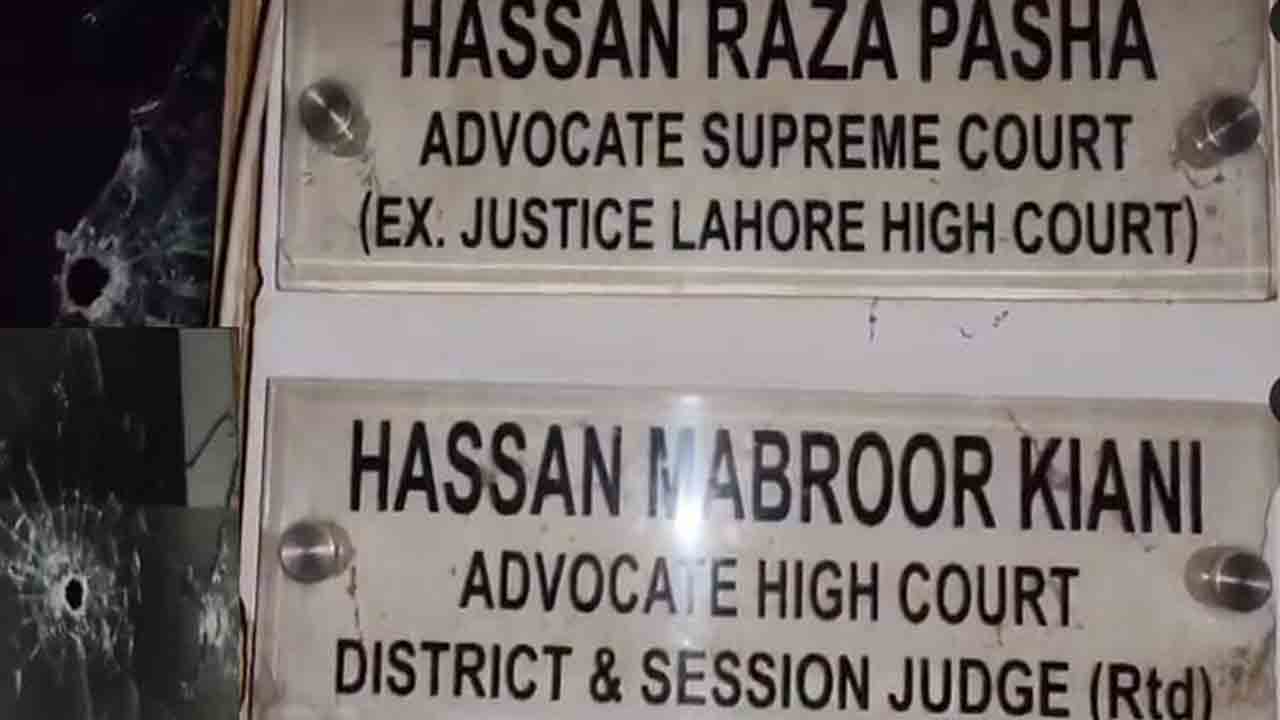 HASSAN RAZA PASHA
ADVOCATE SUPREME COURT
(EX. JUSTICE LAHORE HIGH COURT)
HASSAN MABROOR KIANI
ADVOCATE HIGH COURT
DISTRICT & SESSION JUDGE (Rtd)